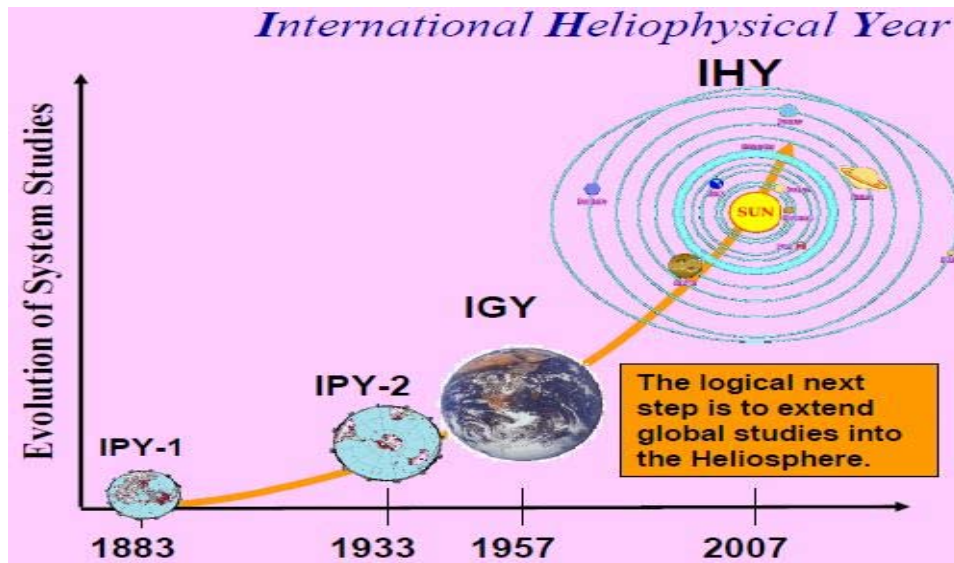 International Heliophysical Year
IHY
SUN
IGY
IPY-2
IPY-1
Evolution of System Studies
The logical next
step is to extend
global studies into
the Heliosphere.
1883
1933
1957
2007